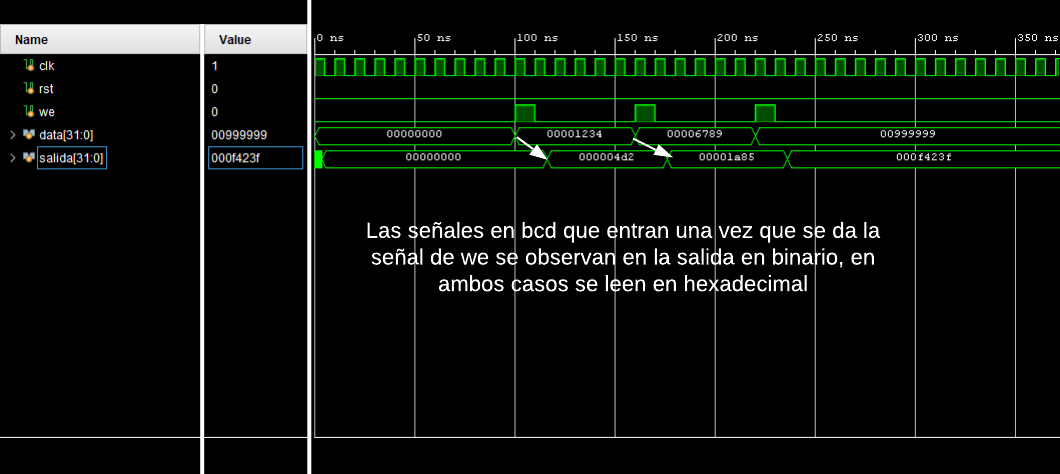 Name Value 0 ns 50 ns 100 ns 150 ns 200 ns 250 ns 300 ns 350 ns
clk 1
rst 0
we 0
data[31:0] 00999999 00000000 00001234 00006789 00999999
salida[31:0] 000f423f 00000000 000004d2 00001a85 000f423f
Las señales en bcd que entran una vez que se da la
señal de we se observan en la salida en binario, en
ambos casos se leen en hexadecimal